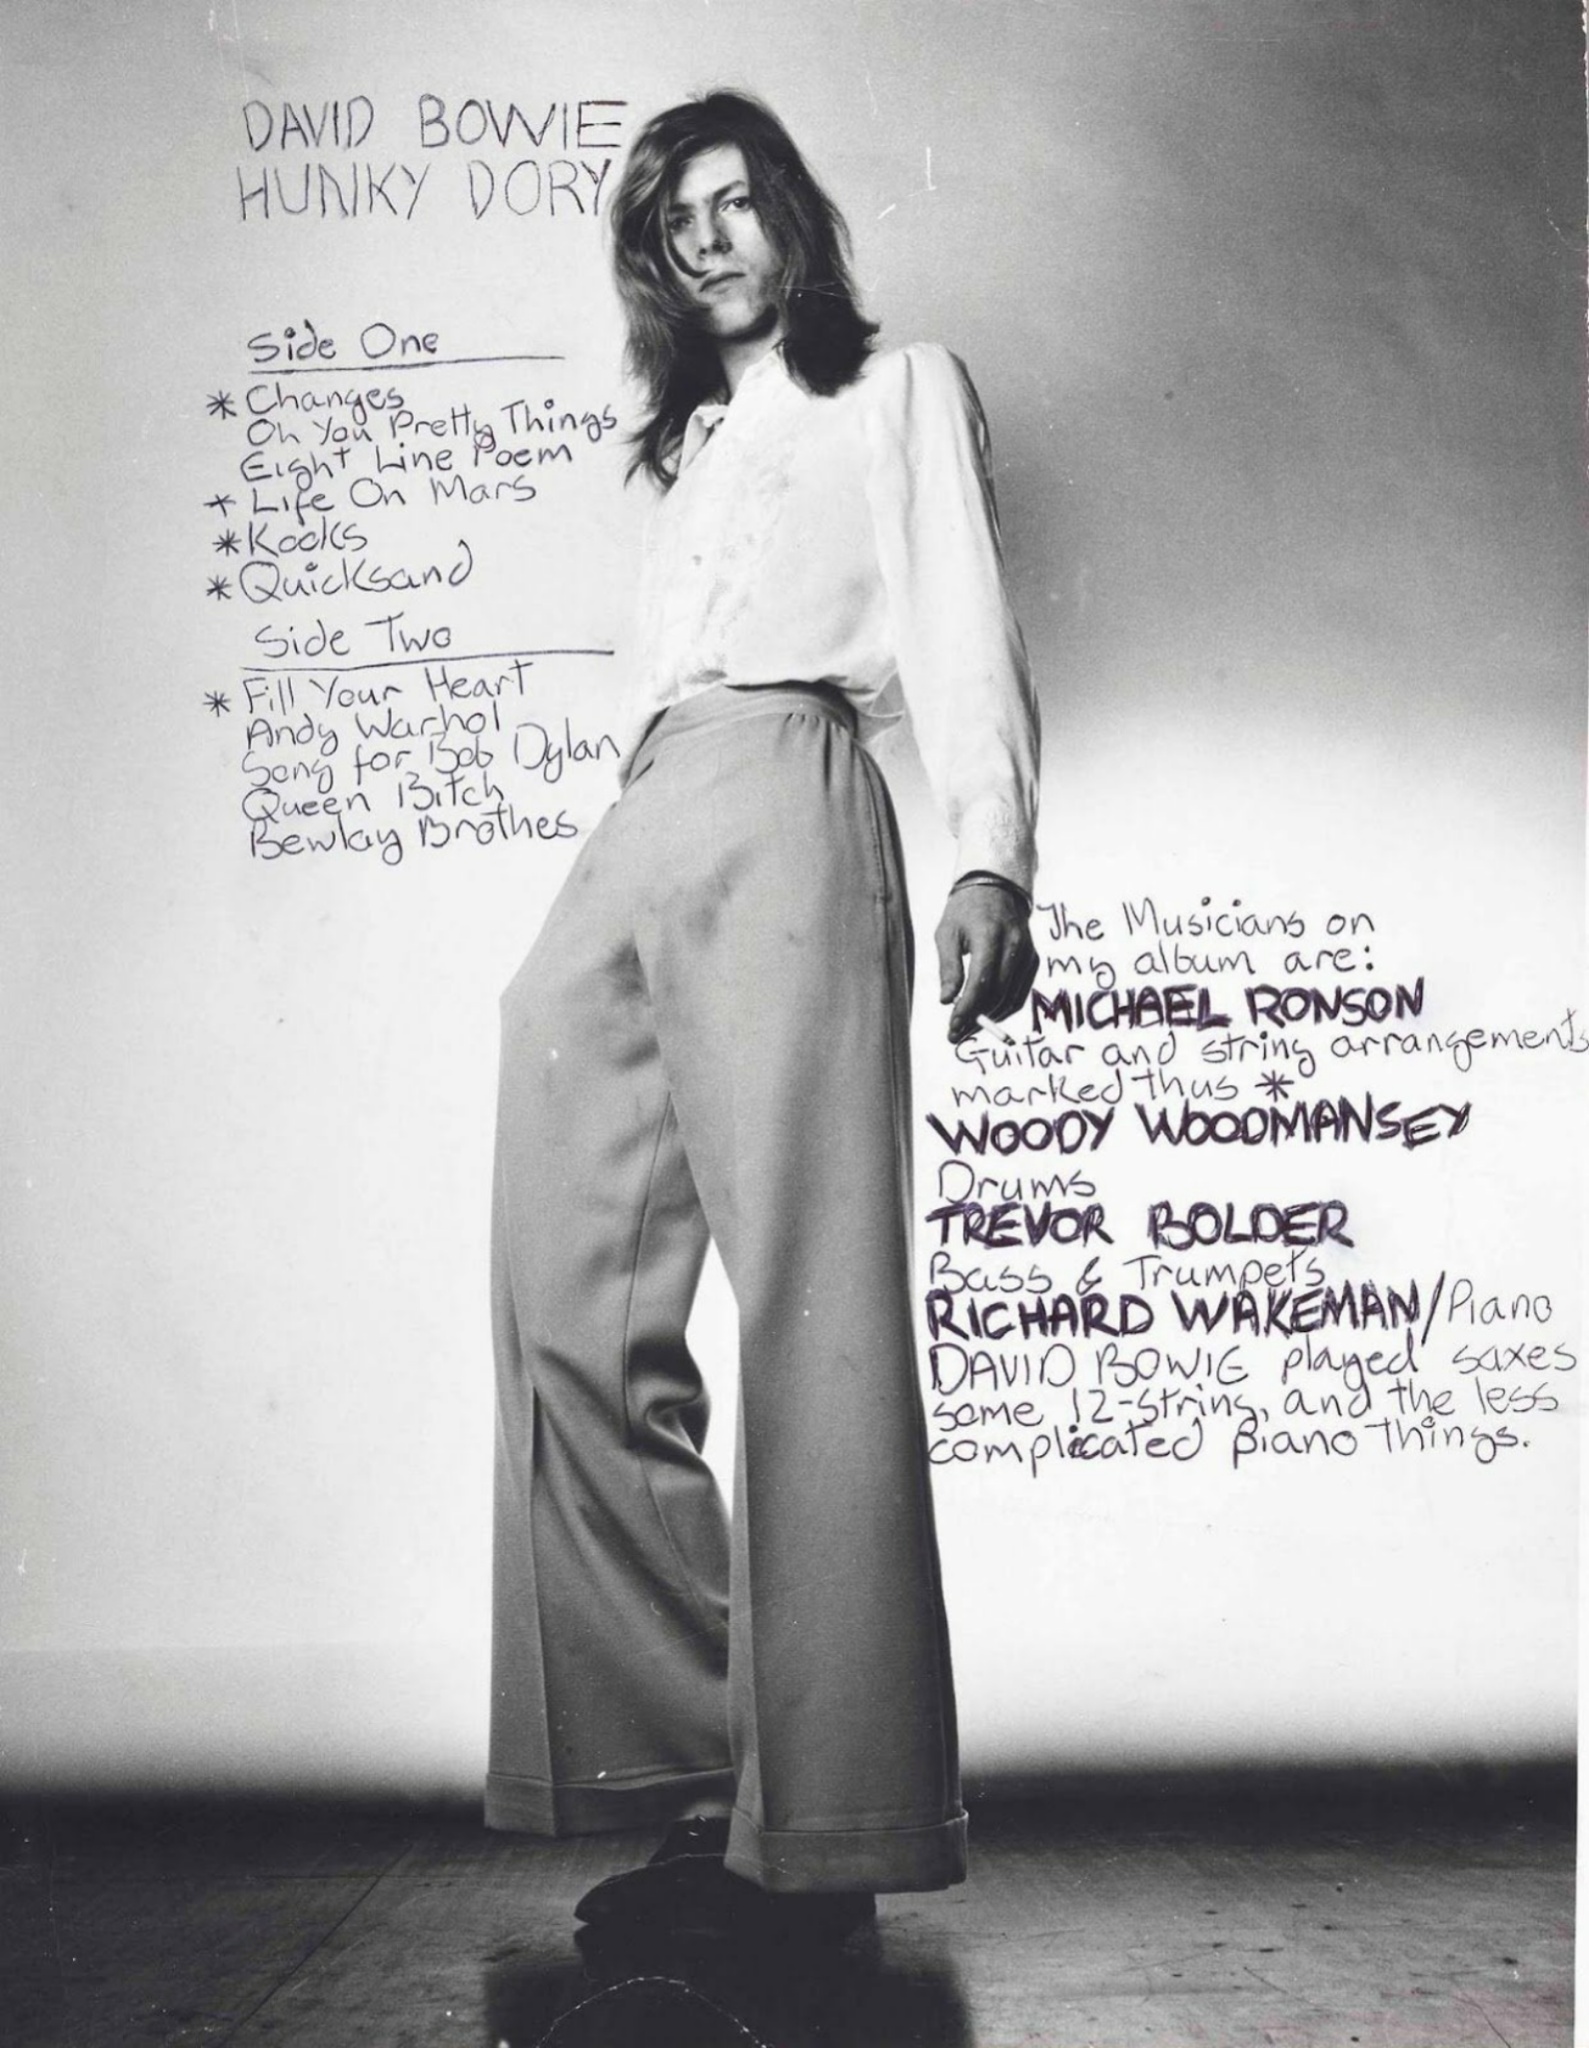 DAVID BOWIE
HUNKY DORY
Side One
* Changes
Oh You Pretty Things
Eight Line Poem
* Life On Mars
* Kooks
* Quicksand
Side Two
* Fill Your Heart
Andy Warhol
Song for Bob Dylan
Queen Bitch
Bewlay Brothes
The Musicians on
my album are:
MICHAEL RONSON
Guitar and string arrangements
marked thus *
WOODY WOODMANSEY
Drums
TREVOR BOLDER
Bass & Trumpets
RICHARD WAKEMAN/Piano
DAVID BOWIE played saxes
some 12-string, and the less
complicated piano things.